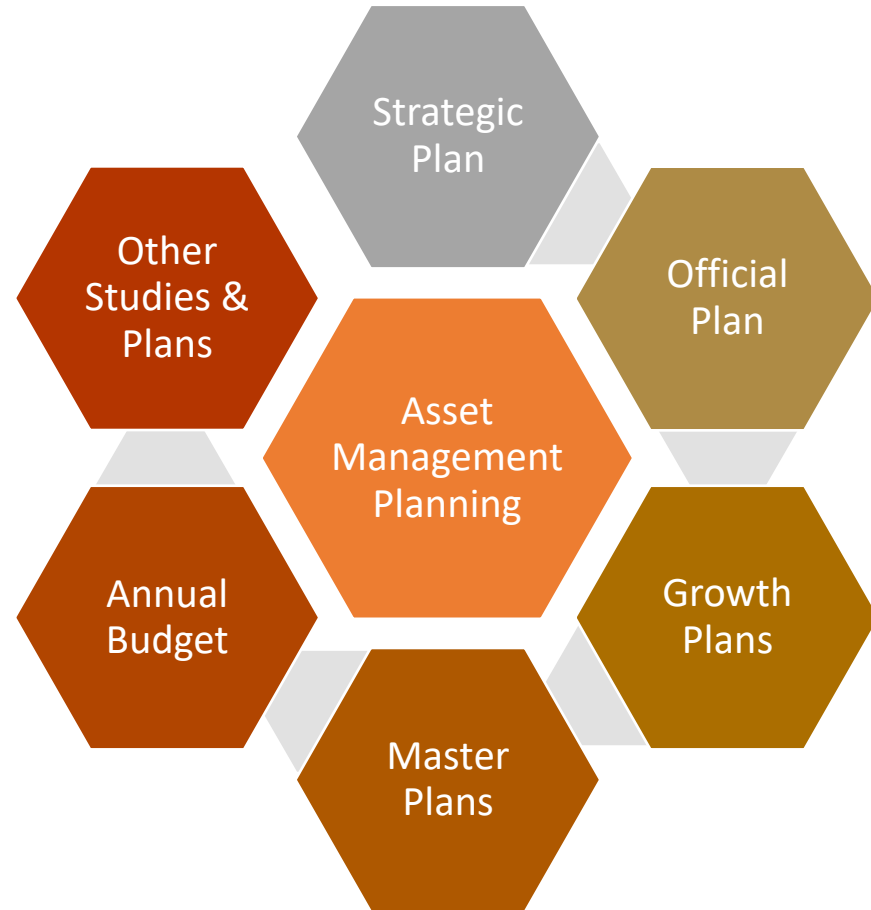 Strategic
Plan
Official
Plan
Growth
Plans
Master
Plans
Annual
Budget
Other
Studies &
Plans
Asset
Management
Planning